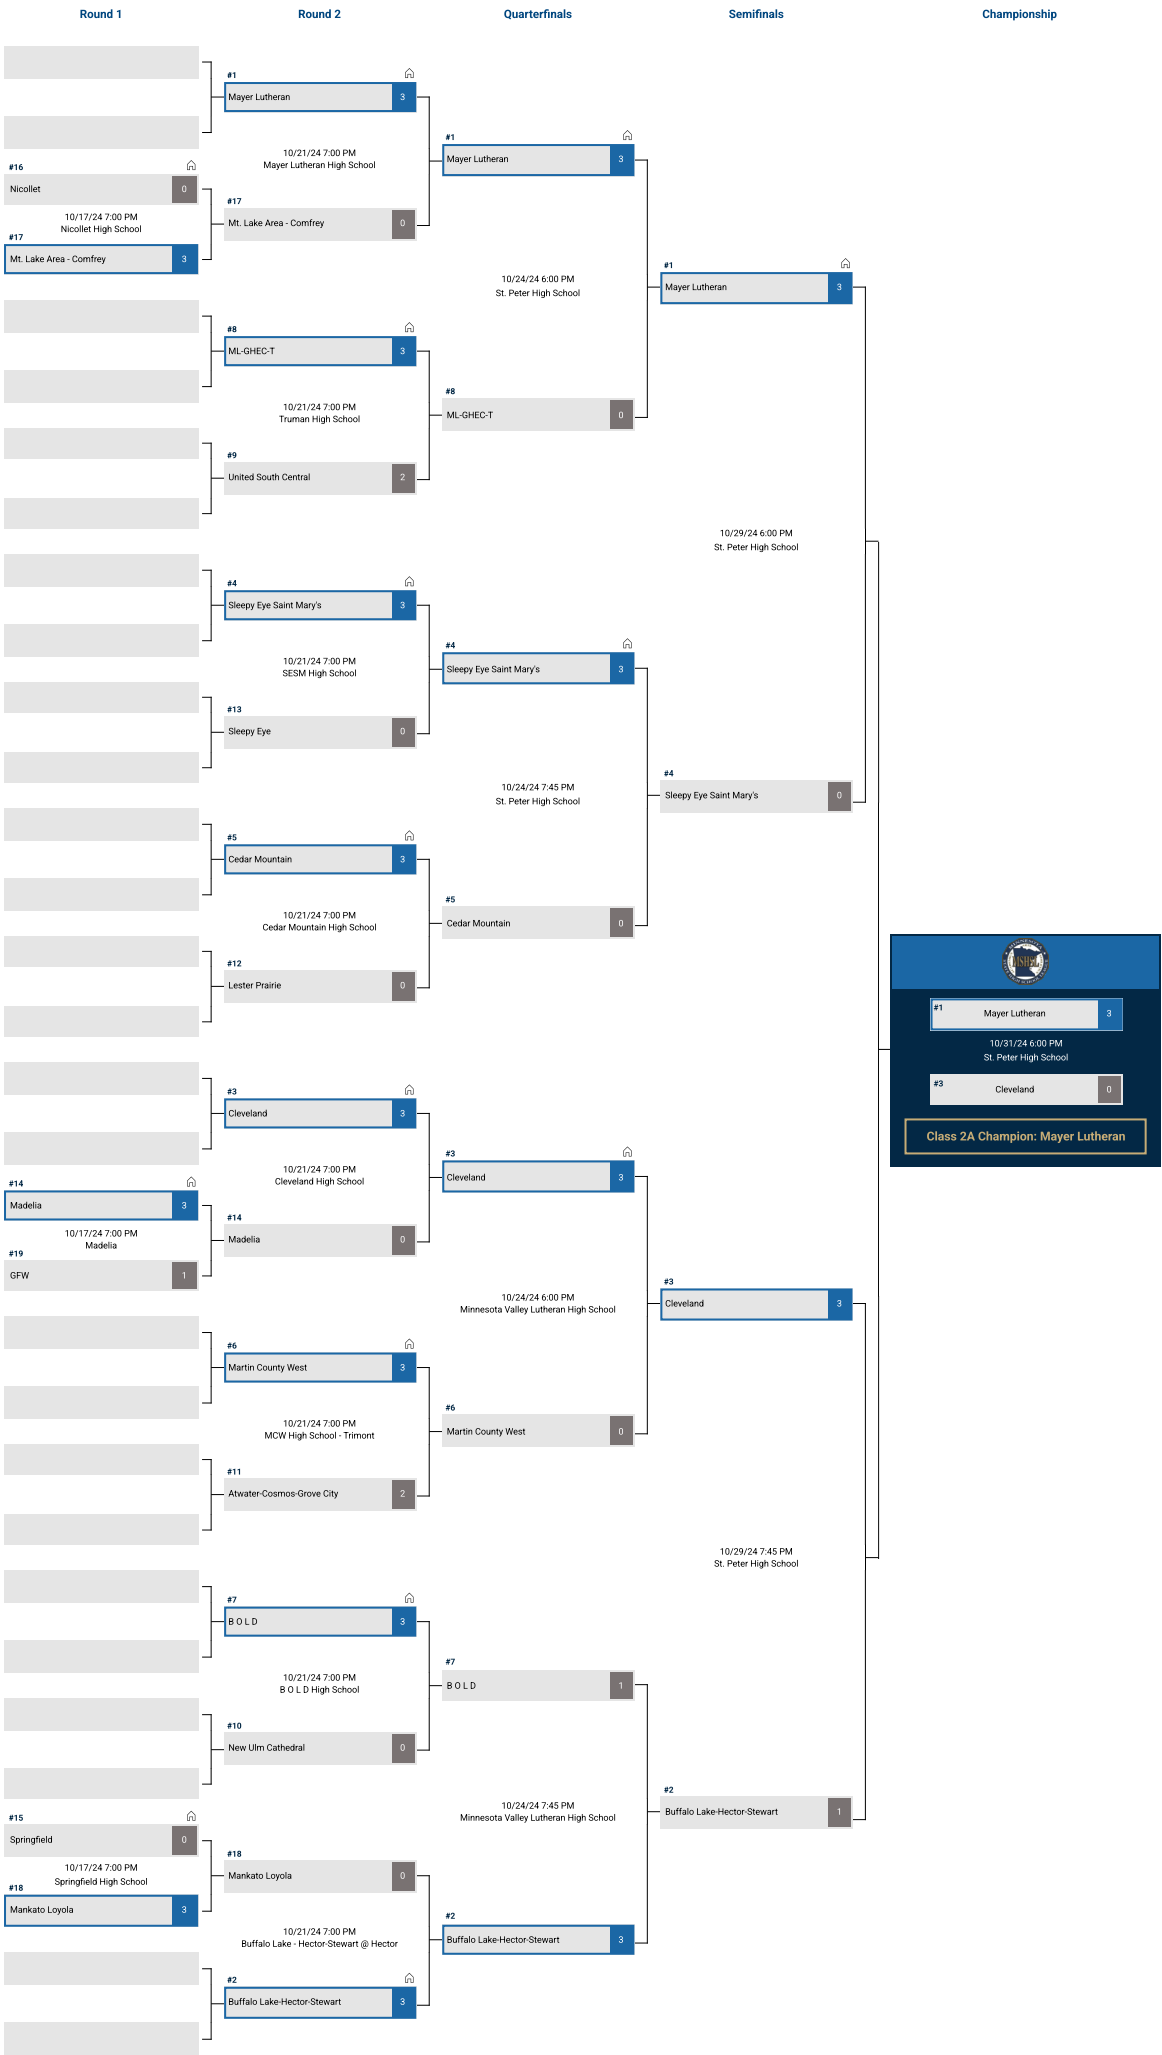 Round 1
Round 2
Quarterfinals
Semifinals
Championship
#16
Nicollet
0
10/17/24 7:00 PM
Nicollet High School
#17
Mt. Lake Area - Comfrey
3
#14
Madelia
3
10/17/24 7:00 PM
Madelia
#19
GFW
1
#15
Springfield
0
10/17/24 7:00 PM
Springfield High School
#18
Mankato Loyola
3
#1
Mayer Lutheran
3
10/21/24 7:00 PM
Mayer Lutheran High School
#17
Mt. Lake Area - Comfrey
0
#8
ML-GHEC-T
3
10/21/24 7:00 PM
Truman High School
#9
United South Central
2
#4
Sleepy Eye Saint Mary's
3
10/21/24 7:00 PM
SESM High School
#13
Sleepy Eye
0
#5
Cedar Mountain
3
10/21/24 7:00 PM
Cedar Mountain High School
#12
Lester Prairie
0
#3
Cleveland
3
10/21/24 7:00 PM
Cleveland High School
#14
Madelia
0
#6
Martin County West
3
10/21/24 7:00 PM
MCW High School - Trimont
#11
Atwater-Cosmos-Grove City
2
#7
B O L D
3
10/21/24 7:00 PM
B O L D High School
#10
New Ulm Cathedral
0
#18
Mankato Loyola
0
10/21/24 7:00 PM
Buffalo Lake - Hector-Stewart @ Hector
#2
Buffalo Lake-Hector-Stewart
3
#1
Mayer Lutheran
3
10/24/24 6:00 PM
St. Peter High School
#8
ML-GHEC-T
0
#4
Sleepy Eye Saint Mary's
3
10/24/24 7:45 PM
St. Peter High School
#5
Cedar Mountain
0
#3
Cleveland
3
10/24/24 6:00 PM
Minnesota Valley Lutheran High School
#6
Martin County West
0
#7
B O L D
1
10/24/24 7:45 PM
Minnesota Valley Lutheran High School
#2
Buffalo Lake-Hector-Stewart
3
#1
Mayer Lutheran
3
10/29/24 6:00 PM
St. Peter High School
#4
Sleepy Eye Saint Mary's
0
#3
Cleveland
3
10/29/24 7:45 PM
St. Peter High School
#2
Buffalo Lake-Hector-Stewart
1
MINNESOTA
MSHSL
#1
Mayer Lutheran
3
10/31/24 6:00 PM
St. Peter High School
#3
Cleveland
0
Class 2A Champion: Mayer Lutheran